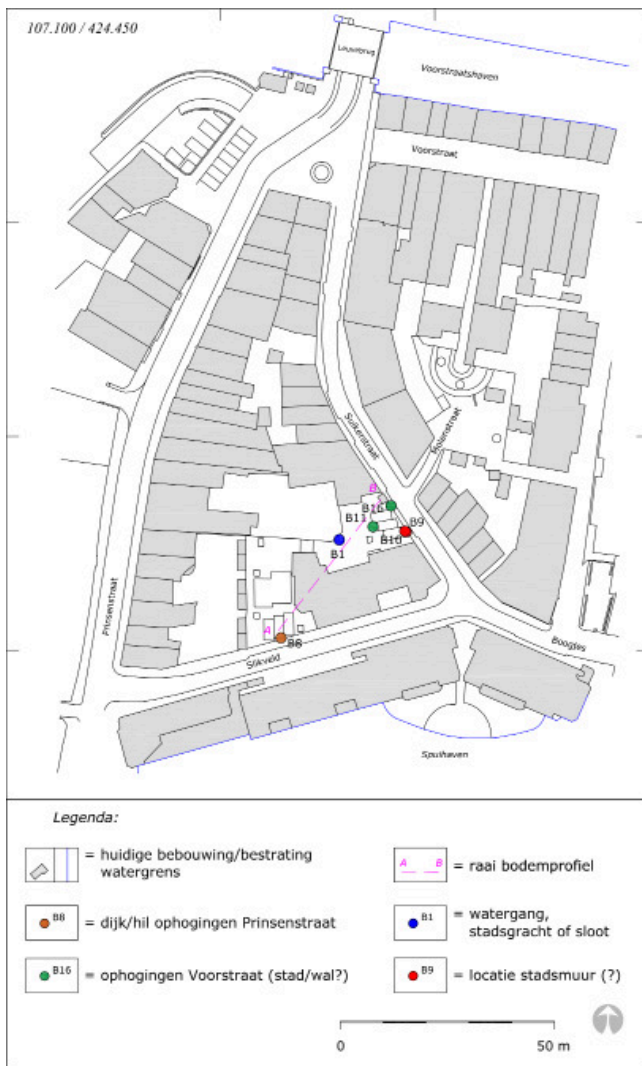 107.100 / 424.450
Leuvebrug
Voorstraatshaven
Voorstraat
Suikerstraat
Molenstraat
B
B16
B11
B9
B10
B1
Prinsenstraat
A
B8
Slikveld
Boogjes
Spuihaven
Legenda:
= huidige bebouwing/bestrating
watergrens
A B = raai bodemprofiel
B8 = dijk/hil ophogingen Prinsenstraat
B1 = watergang,
stadsgracht of sloot
B16 = ophogingen Voorstraat (stad/wal?)
B9 = locatie stadsmuur (?)
0 50 m